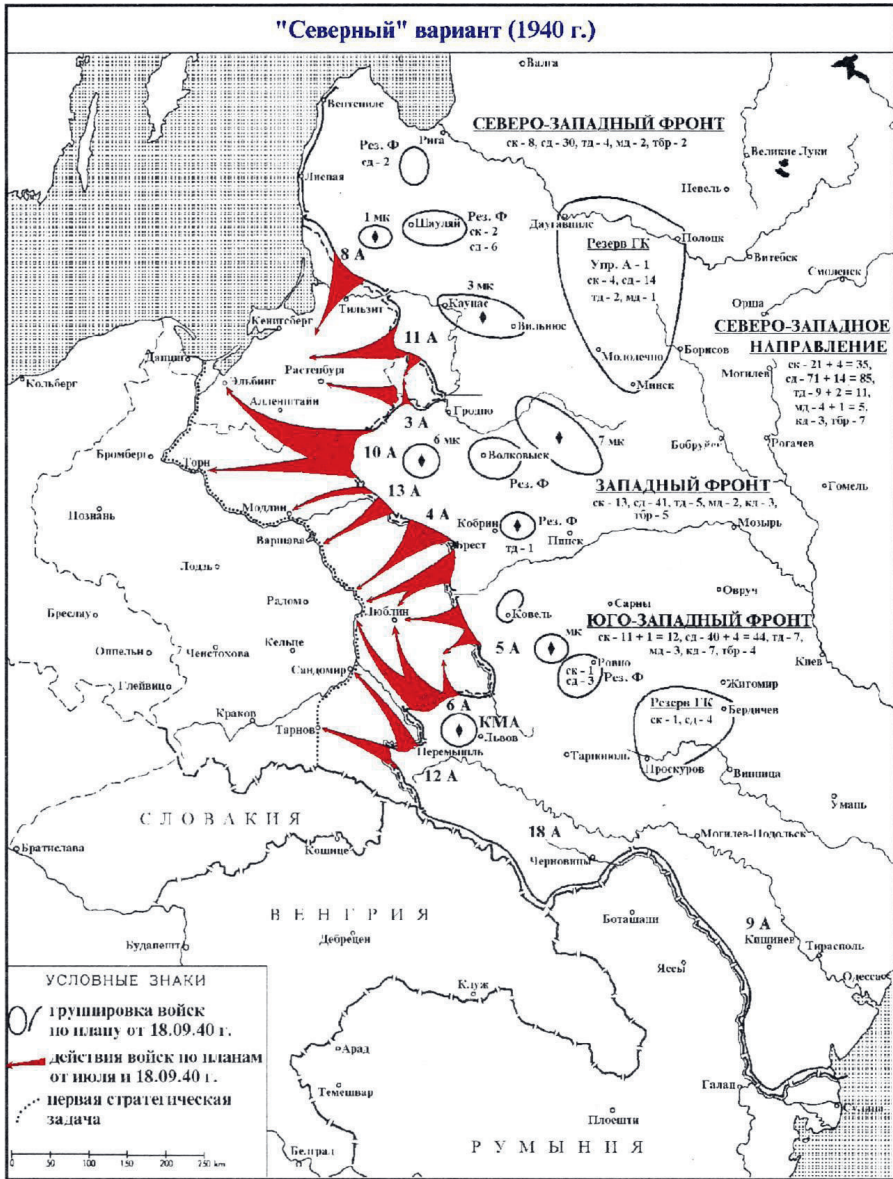 "Северный" вариант (1940 г.)
Валга
Вентспилс
Рига
СЕВЕРО-ЗАПАДНЫЙ ФРОНТ
ск - 8, сд - 30, тд - 4, мд - 2, тбр - 2
Рез. Ф
сд - 2
Великие Луки
Лиепая
Невель
1 мк
Шауляй
Рез. Ф
ск - 2
сд - 6
Даугавпилс
Резерв ГК
Упр. А - 1
ск - 4, сд - 14
тд - 2, мд - 1
Полоцк
Витебск
Смоленск
8 А
Тильзит
3 мк
Каунас
Вильнюс
Орша
СЕВЕРО-ЗАПАДНОЕ
НАПРАВЛЕНИЕ
ск - 21 + 4 = 35,
сд - 71 + 14 = 85,
тд - 9 + 2 = 11,
мд - 4 + 1 = 5,
кд - 3, тбр - 7
Кенигсберг
11 А
Молодечно
Борисов
Могилев
Данциг
Кольберг
Эльбинг
Растенбург
Минск
Алленштайн
Гродно
3 А
6 мк
7 мк
Бобруйск
Рогачев
Бромберг
Торн
10 А
Волковыск
Рез. Ф
Гомель
13 А
ЗАПАДНЫЙ ФРОНТ
ск - 13, сд - 41, тд - 5, мд - 2, кд - 3,
тбр - 5
Познань
Модлин
4 А
Кобрин
Рез. Ф
тд - 1
Пинск
Мозырь
Варшава
Брест
Лодзь
Овруч
Бреслау
Радом
Люблин
Ковель
Сарны
ЮГО-ЗАПАДНЫЙ ФРОНТ
ск - 11 + 1 = 12, сд - 40 + 4 = 44, тд - 7,
мд - 3, кд - 7, тбр - 4
Оппельн
Ченстохова
Кельце
5 А
мк
Ровно
ск - 1
сд - 3
Рез. Ф
Киев
Глейвиц
Сандомир
Житомир
Краков
6 А
КМА
Резерв ГК
ск - 1, сд - 4
Бердичев
Тарнов
Львов
Перемышль
Тарнополь
Проскуров
Винница
12 А
СЛОВАКИЯ
Умань
Братислава
Кошице
18 А
Черновицы
Могилев-Подольск
ВЕНГРИЯ
Боташани
9 А
Кишинев
Будапешт
Дебрецен
Тирасполь
Яссы
Одесса
Клуж
УСЛОВНЫЕ ЗНАКИ
группировка войск
по плану от 18.09.40 г.
действия войск по планам
от июля и 18.09.40 г.
первая стратегическая
задача
Арад
Темешвар
Галац
Сулина
Плоешти
Белград
РУМЫНИЯ
0 50 100 150 200 250 km